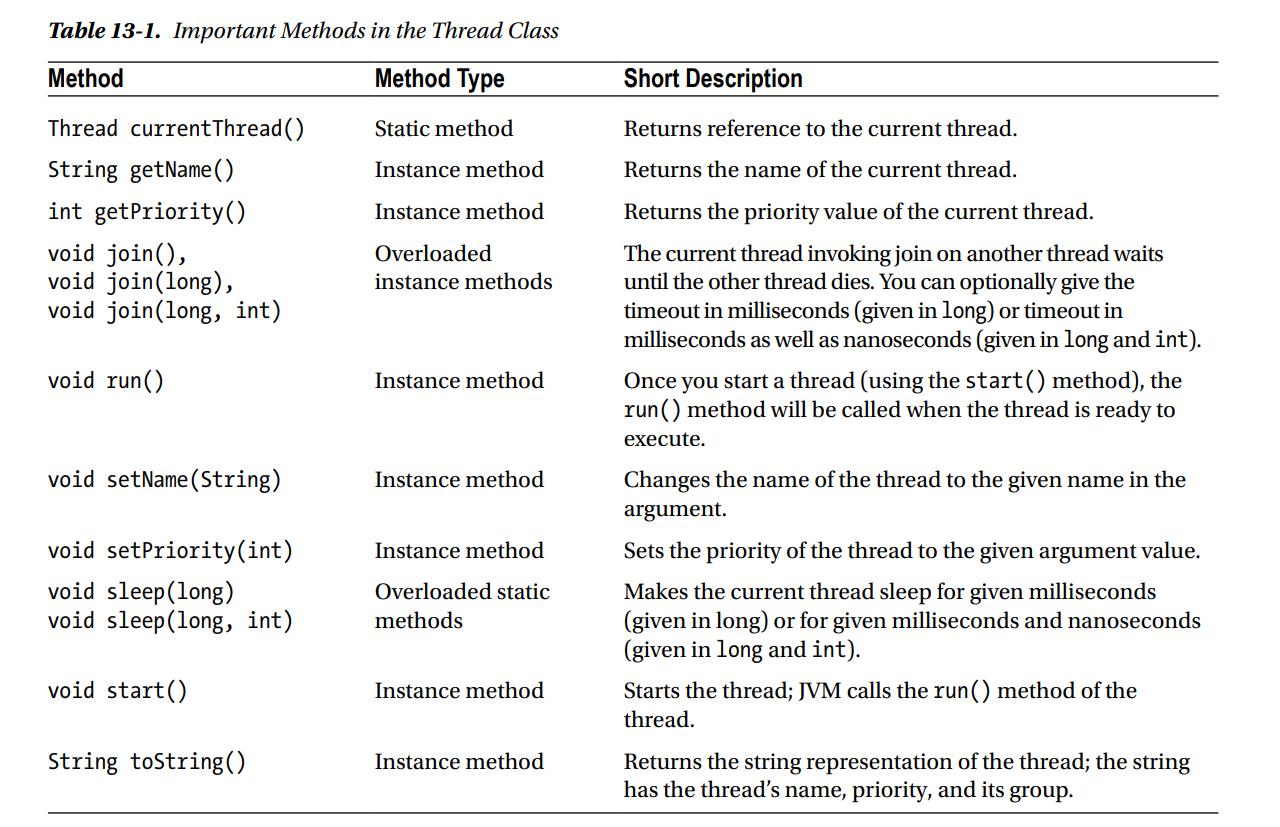 Table 13-1. Important Methods in the Thread Class
Method Method Type Short Description
Thread currentThread() Static method Returns reference to the current thread.
String getName() Instance method Returns the name of the current thread.
int getPriority() Instance method Returns the priority value of the current thread.
void join(), Overloaded The current thread invoking join on another thread waits
void join(long), instance methods until the other thread dies. You can optionally give the
void join(long, int) timeout in milliseconds (given in long) or timeout in
milliseconds as well as nanoseconds (given in long and int).
void run() Instance method Once you start a thread (using the start() method), the
run() method will be called when the thread is ready to
execute.
void setName(String) Instance method Changes the name of the thread to the given name in the
argument.
void setPriority(int) Instance method Sets the priority of the thread to the given argument value.
void sleep(long) Overloaded static Makes the current thread sleep for given milliseconds
void sleep(long, int) methods (given in long) or for given milliseconds and nanoseconds
(given in long and int).
void start() Instance method Starts the thread; JVM calls the run() method of the
thread.
String toString() Instance method Returns the string representation of the thread; the string
has the thread's name, priority, and its group.